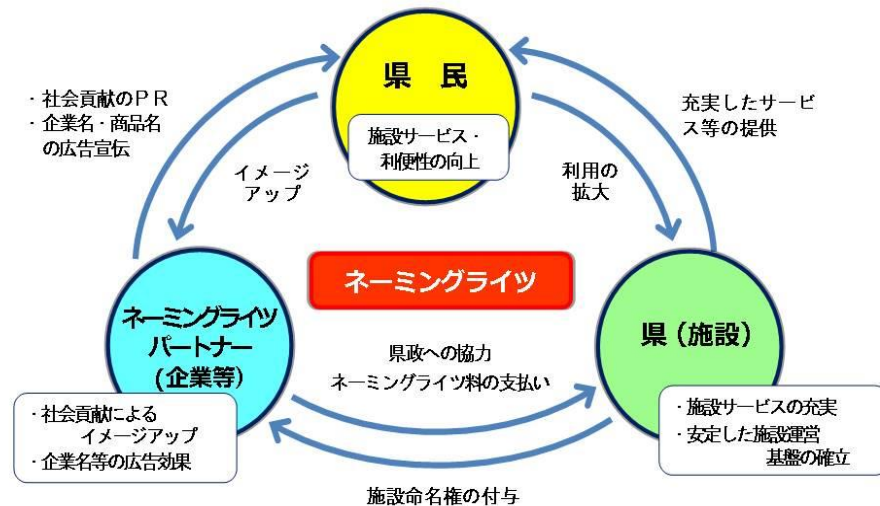 県　民
施設サービス・
利便性の向上
・社会貢献のＰＲ
・企業名・商品名
の広告宣伝
イメージ
アップ
充実したサービ
ス等の提供
利用の
拡大
ネーミングライツ
ネーミングライツ
パートナー
(企業等)
・社会貢献による
イメージアップ
・企業名等の広告効果
県政への協力
ネーミングライツ料の支払い
県（施設）
・施設サービスの充実
・安定した施設運営
基盤の確立
施設命名権の付与